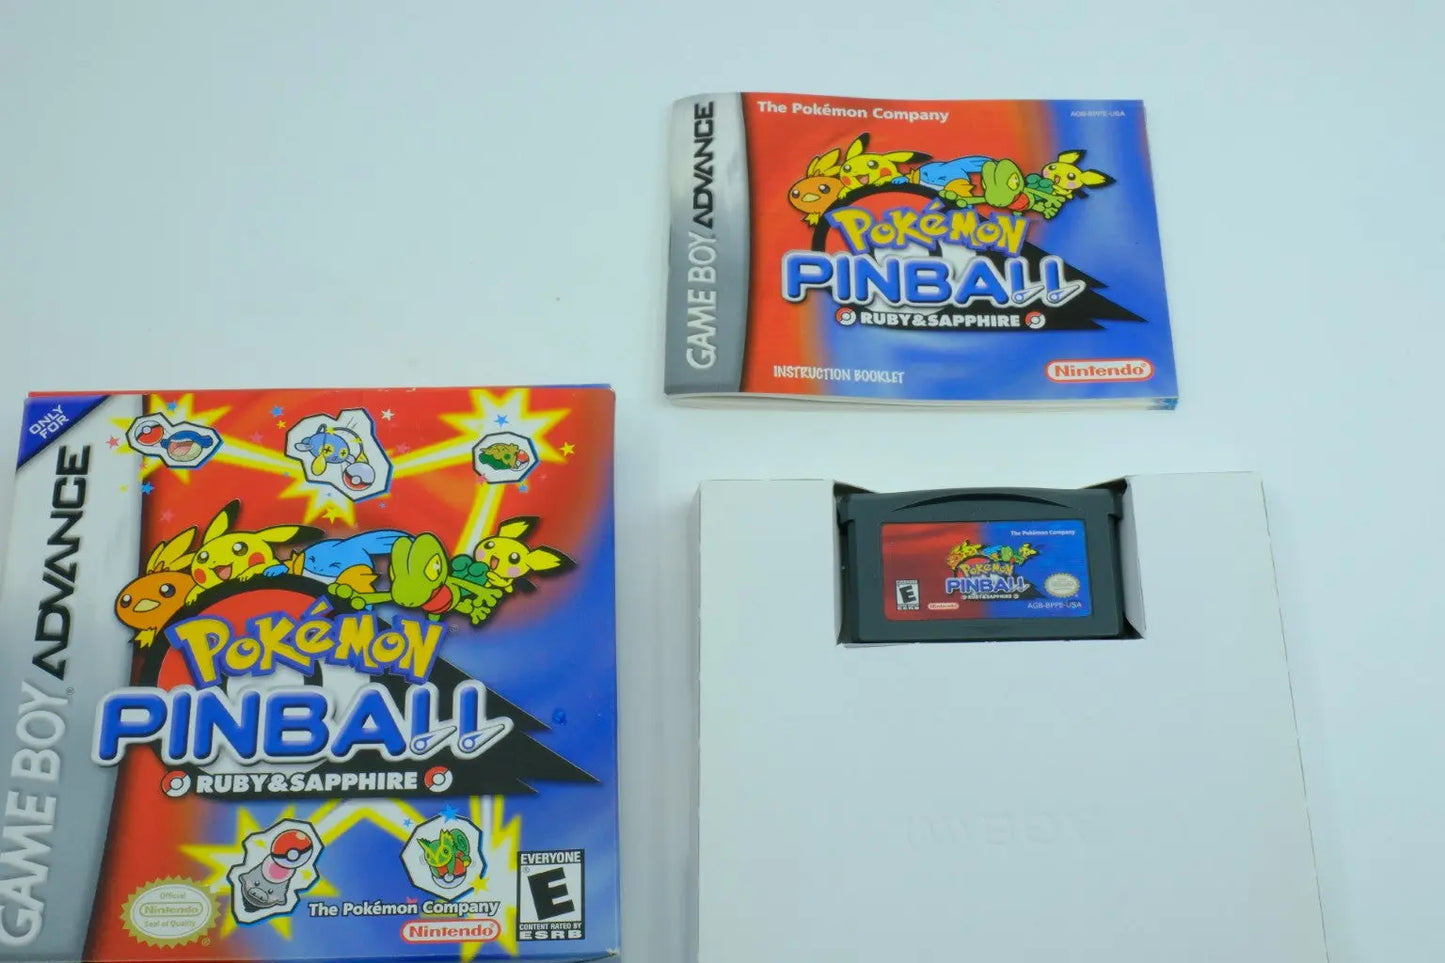 The Pokémon Company
AGB-BPPE-USA
GAME BOY ADVANCE
POKéMON
PINBALL
RUBY&SAPPHIRE
INSTRUCTION BOOKLET
Nintendo
ONLY
FOR
GAME BOY ADVANCE
POKéMON
PINBALL
RUBY&SAPPHIRE
Official
Nintendo
Seal of Quality
The Pokémon Company
Nintendo
EVERYONE
E
CONTENT RATED BY
ESRB
The Pokémon Company
POKéMON
PINBALL
RUBY&SAPPHIRE
E
Nintendo
AGB-BPPE-USA